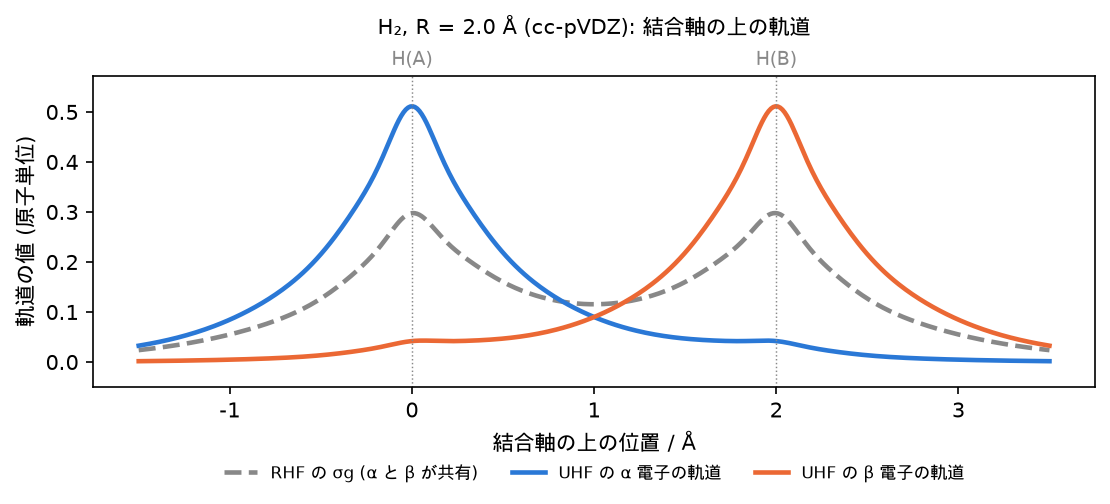 H₂, R = 2.0 Å (cc-pVDZ): 結合軸の上の軌道
H(A) H(B)
軌道の値 (原子単位)
0.5
0.4
0.3
0.2
0.1
0.0
-1 0 1 2 3
結合軸の上の位置 / Å
RHF の σg (α と β が共有) UHF の α 電子の軌道 UHF の β 電子の軌道